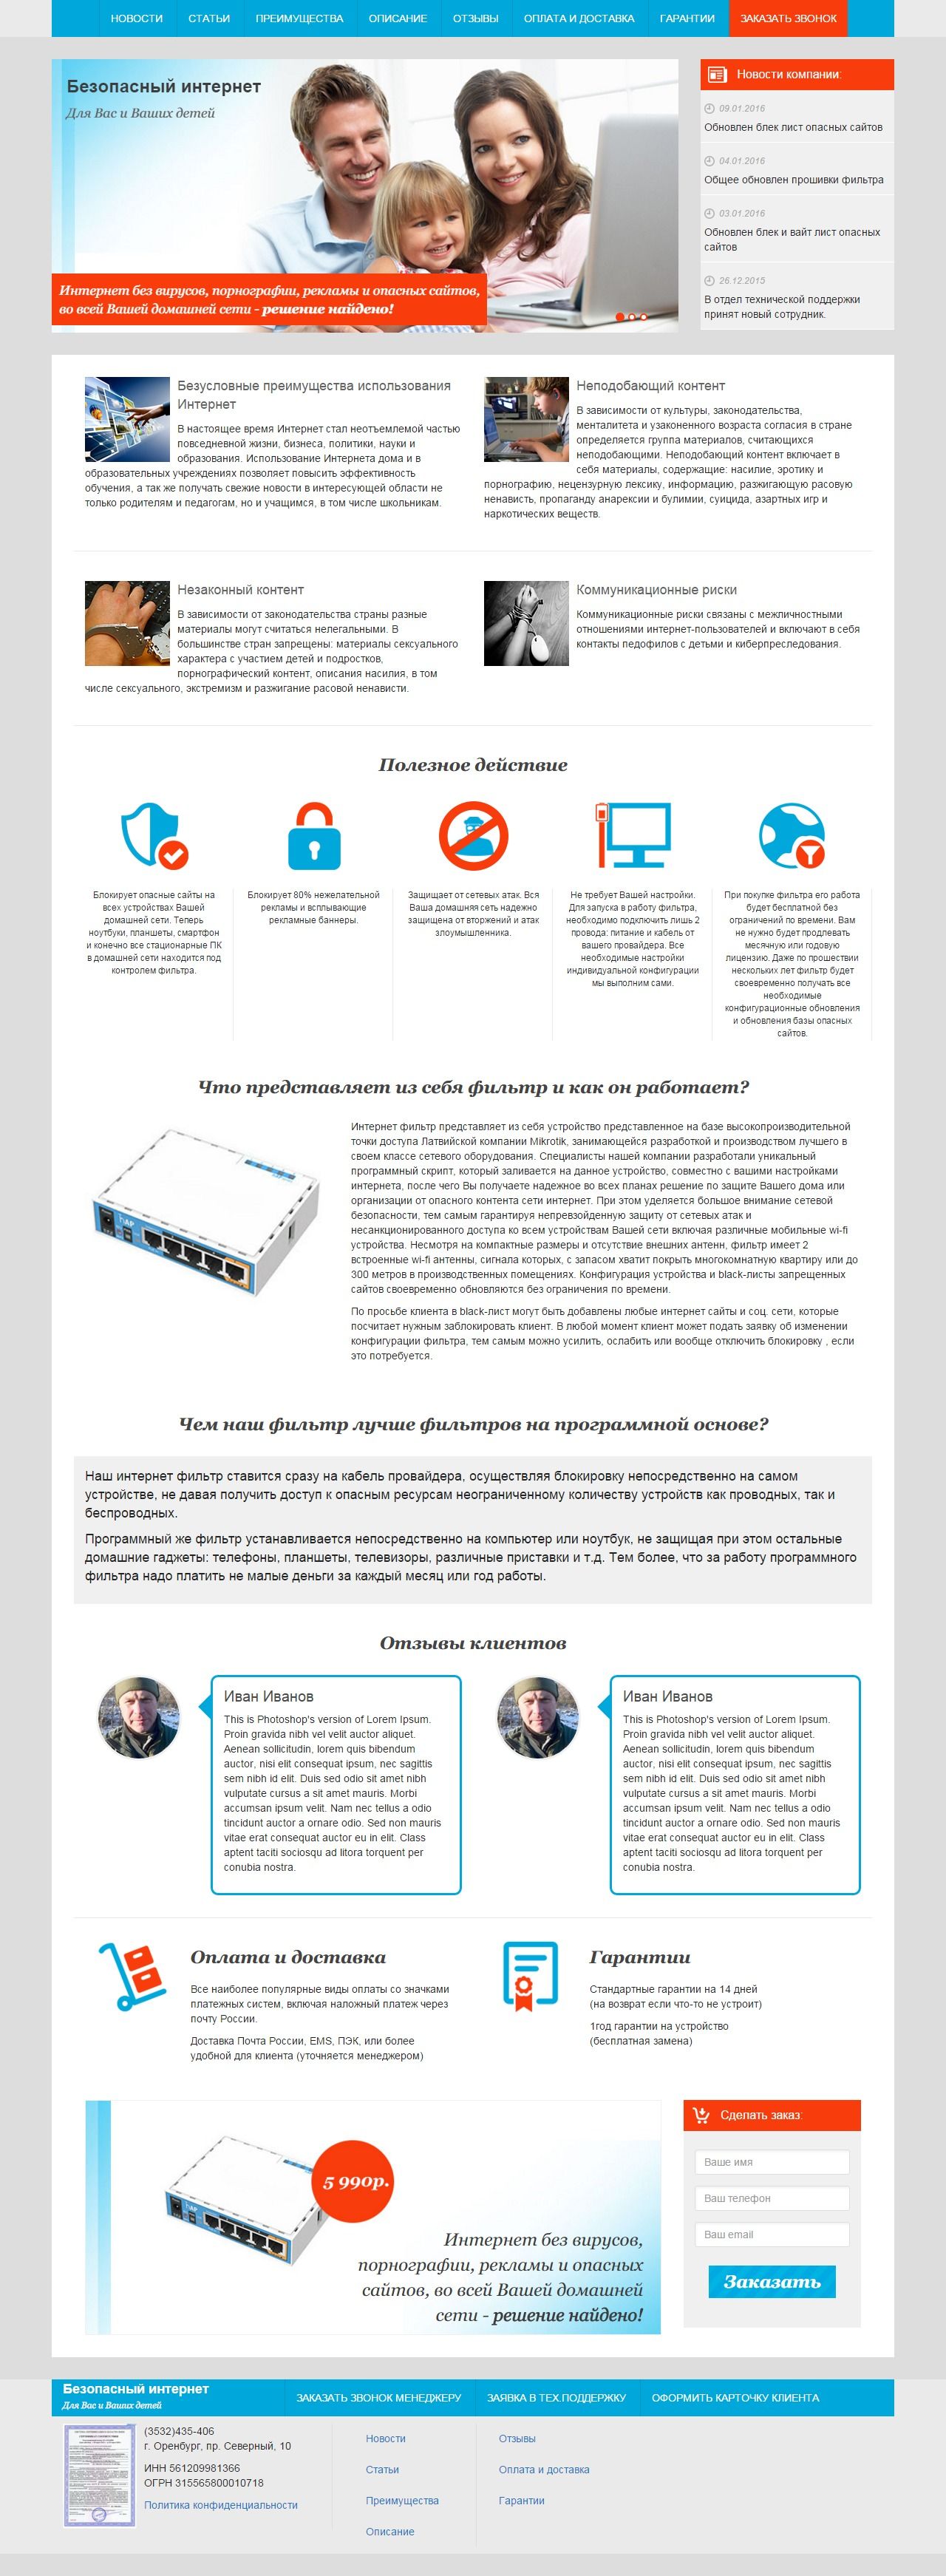 НОВОСТИ
СТАТЬИ
ПРЕИМУЩЕСТВА
ОПИСАНИЕ
ОТЗЫВЫ
ОПЛАТА И ДОСТАВКА
ГАРАНТИИ
ЗАКАЗАТЬ ЗВОНОК
Безопасный интернет
Для Вас и Ваших детей
Интернет без вирусов, порнографии, рекламы и опасных сайтов,
во всей Вашей домашней сети - решение найдено!
Новости компании:
09.01.2016
Обновлен блек лист опасных сайтов
04.01.2016
Общее обновлен прошивки фильтра
03.01.2016
Обновлен блек и вайт лист опасных
сайтов
26.12.2015
В отдел технической поддержки
принят новый сотрудник.
Безусловные преимущества использования
Интернет
В настоящее время Интернет стал неотъемлемой частью
повседневной жизни, бизнеса, политики, науки и
образования. Использование Интернета дома и в
образовательных учреждениях позволяет повысить эффективность
обучения, а так же получать свежие новости в интересующей области не
только родителям и педагогам, но и учащимся, в том числе школьникам.
Неподобающий контент
В зависимости от культуры, законодательства,
менталитета и узаконенного возраста согласия в стране
определяется группа материалов, считающихся
неподобающими. Неподобающий контент включает в
себя материалы, содержащие: насилие, эротику и
порнографию, нецензурную лексику, информацию, разжигающую расовую
ненависть, пропаганду анарексии и булимии, суицида, азартных игр и
наркотических веществ.
Незаконный контент
В зависимости от законодательства страны разные
материалы могут считаться нелегальными. В
большинстве стран запрещены: материалы сексуального
характера с участием детей и подростков,
порнографический контент, описания насилия, в том
числе сексуального, экстремизм и разжигание расовой ненависти.
Коммуникационные риски
Коммуникационные риски связаны с межличностными
отношениями интернет-пользователей и включают в себя
контакты педофилов с детьми и киберпреследования.
Полезное действие
Блокирует опасные сайты на
всех устройствах Вашей
домашней сети. Теперь
ноутбуки, планшеты, смартфон
и конечно все стационарные ПК
в домашней сети находится под
контролем фильтра.
Блокирует 80% нежелательной
рекламы и всплывающие
рекламные баннеры.
Защищает от сетевых атак. Вся
Ваша домашняя сеть надежно
защищена от вторжений и атак
злоумышленника.
Не требует Вашей настройки.
Для запуска в работу фильтра,
необходимо подключить лишь 2
провода: питание и кабель от
вашего провайдера. Все
необходимые настройки
индивидуальной конфигурации
мы выполним сами.
При покупке фильтра его работа
будет бесплатной без
ограничений по времени. Вам
не нужно будет продлевать
месячную или годовую
лицензию. Даже по прошествии
нескольких лет фильтр будет
своевременно получать все
необходимые
конфигурационные обновления
и обновления базы опасных
сайтов.
Что представляет из себя фильтр и как он работает?
hAP
Интернет фильтр представляет из себя устройство представленное на базе высокопроизводительной
точки доступа Латвийской компании Mikrotik, занимающейся разработкой и производством лучшего в
своем классе сетевого оборудования. Специалисты нашей компании разработали уникальный
программный скрипт, который заливается на данное устройство, совместно с вашими настройками
интернета, после чего Вы получаете надежное во всех планах решение по защите Вашего дома или
организации от опасного контента сети интернет. При этом уделяется большое внимание сетевой
безопасности, тем самым гарантируя непревзойденную защиту от сетевых атак и
несанкционированного доступа ко всем устройствам Вашей сети включая различные мобильные wi-fi
устройства. Несмотря на компактные размеры и отсутствие внешних антенн, фильтр имеет 2
встроенные wi-fi антенны, сигнала которых, с запасом хватит покрыть многокомнатную квартиру или до
300 метров в производственных помещениях. Конфигурация устройства и black-листы запрещенных
сайтов своевременно обновляются без ограничения по времени.
По просьбе клиента в black-лист могут быть добавлены любые интернет сайты и соц. сети, которые
посчитает нужным заблокировать клиент. В любой момент клиент может подать заявку об изменении
конфигурации фильтра, тем самым можно усилить, ослабить или вообще отключить блокировку , если
это потребуется.
Чем наш фильтр лучше фильтров на программной основе?
Наш интернет фильтр ставится сразу на кабель провайдера, осуществляя блокировку непосредственно на самом
устройстве, не давая получить доступ к опасным ресурсам неограниченному количеству устройств как проводных, так и
беспроводных.
Программный же фильтр устанавливается непосредственно на компьютер или ноутбук, не защищая при этом остальные
домашние гаджеты: телефоны, планшеты, телевизоры, различные приставки и т.д. Тем более, что за работу программного
фильтра надо платить не малые деньги за каждый месяц или год работы.
Отзывы клиентов
Иван Иванов
This is Photoshop's version of Lorem Ipsum.
Proin gravida nibh vel velit auctor aliquet.
Aenean sollicitudin, lorem quis bibendum
auctor, nisi elit consequat ipsum, nec sagittis
sem nibh id elit. Duis sed odio sit amet nibh
vulputate cursus a sit amet mauris. Morbi
accumsan ipsum velit. Nam nec tellus a odio
tincidunt auctor a ornare odio. Sed non mauris
vitae erat consequat auctor eu in elit. Class
aptent taciti sociosqu ad litora torquent per
conubia nostra.
Иван Иванов
This is Photoshop's version of Lorem Ipsum.
Proin gravida nibh vel velit auctor aliquet.
Aenean sollicitudin, lorem quis bibendum
auctor, nisi elit consequat ipsum, nec sagittis
sem nibh id elit. Duis sed odio sit amet nibh
vulputate cursus a sit amet mauris. Morbi
accumsan ipsum velit. Nam nec tellus a odio
tincidunt auctor a ornare odio. Sed non mauris
vitae erat consequat auctor eu in elit. Class
aptent taciti sociosqu ad litora torquent per
conubia nostra.
Оплата и доставка
Все наиболее популярные виды оплаты со значками
платежных систем, включая наложный платеж через
почту России.
Доставка Почта России, EMS, ПЭК, или более
удобной для клиента (уточняется менеджером)
Гарантии
Стандартные гарантии на 14 дней
(на возврат если что-то не устроит)
1год гарантии на устройство
(бесплатная замена)
hAP
5 990р.
Интернет без вирусов,
порнографии, рекламы и опасных
сайтов, во всей Вашей домашней
сети - решение найдено!
Сделать заказ:
Ваше имя
Ваш телефон
Ваш email
Заказать
Безопасный интернет
Для Вас и Ваших детей
ЗАКАЗАТЬ ЗВОНОК МЕНЕДЖЕРУ
ЗАЯВКА В ТЕХ.ПОДДЕРЖКУ
ОФОРМИТЬ КАРТОЧКУ КЛИЕНТА
(3532)435-406
г. Оренбург, пр. Северный, 10
ИНН 561209981366
ОГРН 315565800010718
Политика конфиденциальности
Новости
Статьи
Преимущества
Описание
Отзывы
Оплата и доставка
Гарантии